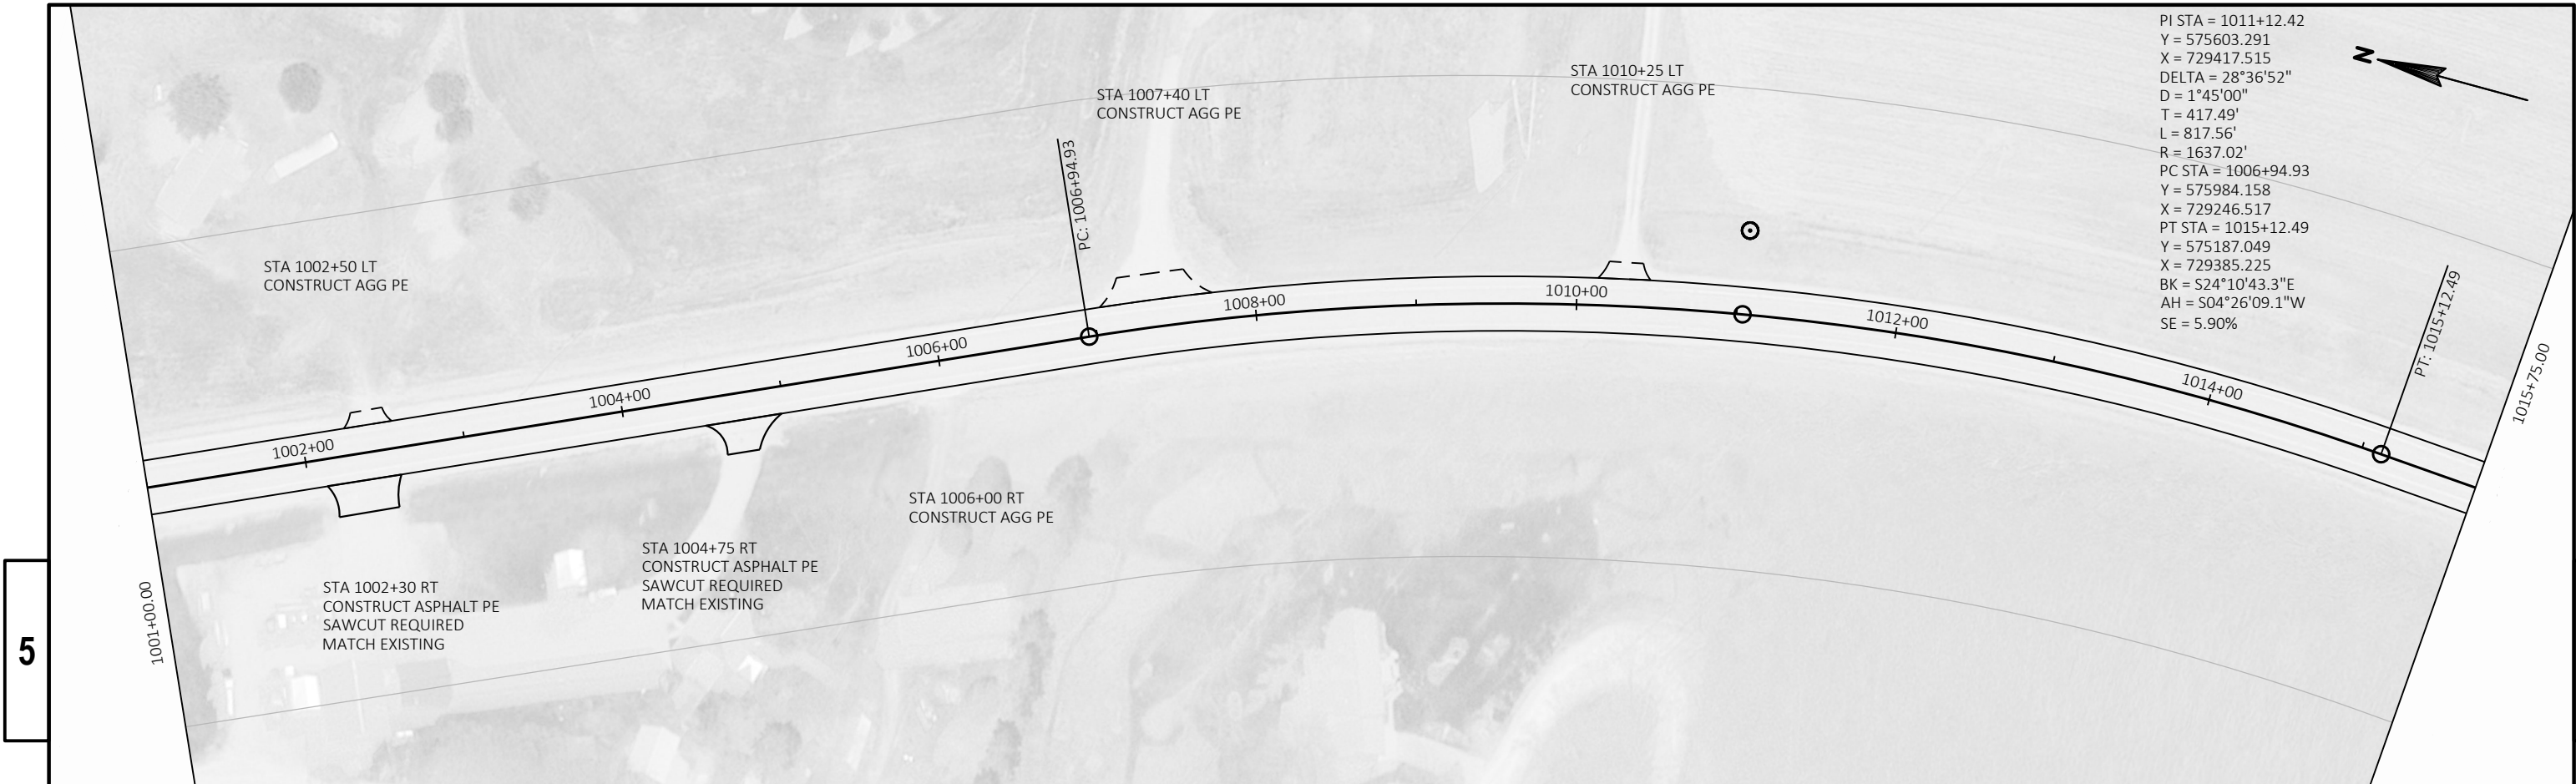 PI STA = 1011+12.42
Y = 575603.291
X = 729417.515
DELTA = 28°36'52"
D = 1°45'00"
T = 417.49'
L = 817.56'
R = 1637.02'
PC STA = 1006+94.93
Y = 575984.158
X = 729246.517
PT STA = 1015+12.49
Y = 575187.049
X = 729385.225
BK = S24°10'43.3"E
AH = S04°26'09.1"W
SE = 5.90%
N
STA 1010+25 LT
CONSTRUCT AGG PE
STA 1007+40 LT
CONSTRUCT AGG PE
PC: 1006+94.93
STA 1002+50 LT
CONSTRUCT AGG PE
1002+00
1004+00
1006+00
1008+00
1010+00
1012+00
1014+00
PT: 1015+12.49
1015+75.00
STA 1006+00 RT
CONSTRUCT AGG PE
STA 1004+75 RT
CONSTRUCT ASPHALT PE
SAWCUT REQUIRED
MATCH EXISTING
STA 1002+30 RT
CONSTRUCT ASPHALT PE
SAWCUT REQUIRED
MATCH EXISTING
1001+00.00
5